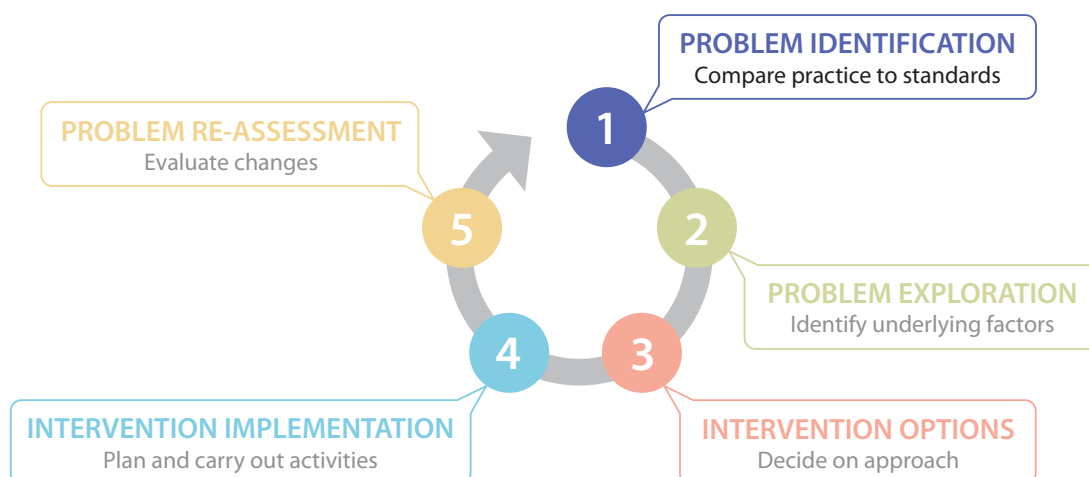 1
PROBLEM IDENTIFICATION
Compare practice to standards
2
PROBLEM EXPLORATION
Identify underlying factors
3
INTERVENTION OPTIONS
Decide on approach
4
INTERVENTION IMPLEMENTATION
Plan and carry out activities
5
PROBLEM RE-ASSESSMENT
Evaluate changes